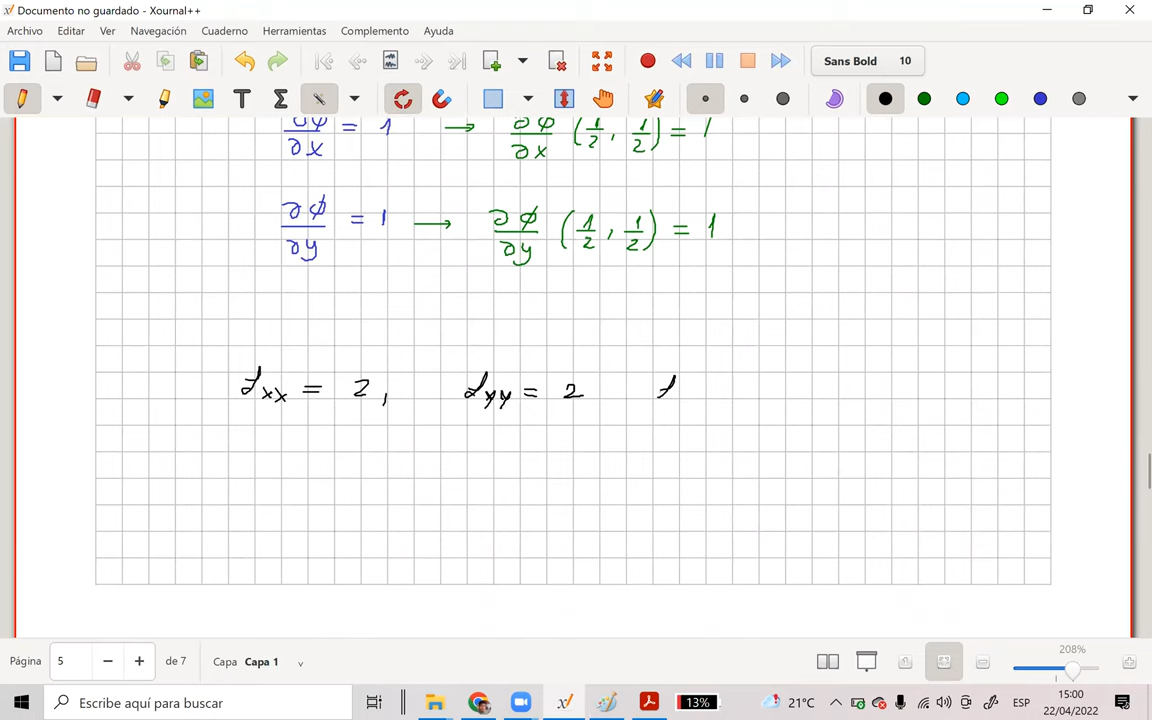 Documento no guardado - Xournal++
Archivo Editar Ver Navegación Cuaderno Herramientas Complemento Ayuda
Sans Bold 10
∂φ/∂x = 1 → ∂φ/∂x (1/2, 1/2) = 1
∂φ/∂y = 1 → ∂φ/∂y (1/2, 1/2) = 1
ℒxx = 2, ℒyy = 2 ℒ
Página 5 de 7 Capa Capa 1 208%
Escribe aquí para buscar 13% 21°C ESP 15:00
22/04/2022